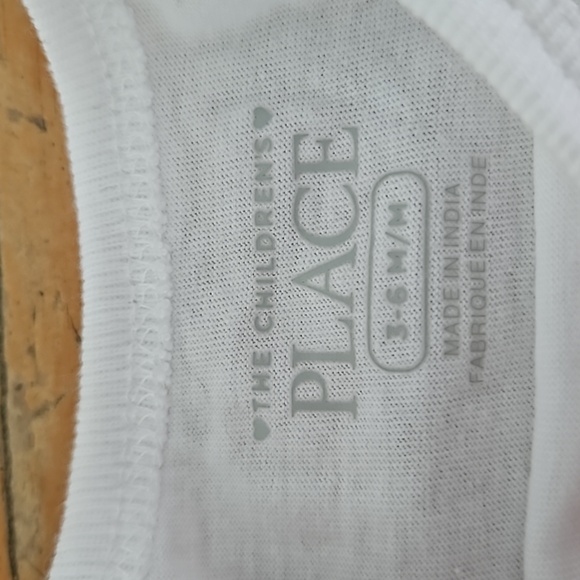 ♥THE CHILDREN'S♥
PLACE
3-6 M/M
MADE IN INDIA
FABRIQUÉ EN INDE